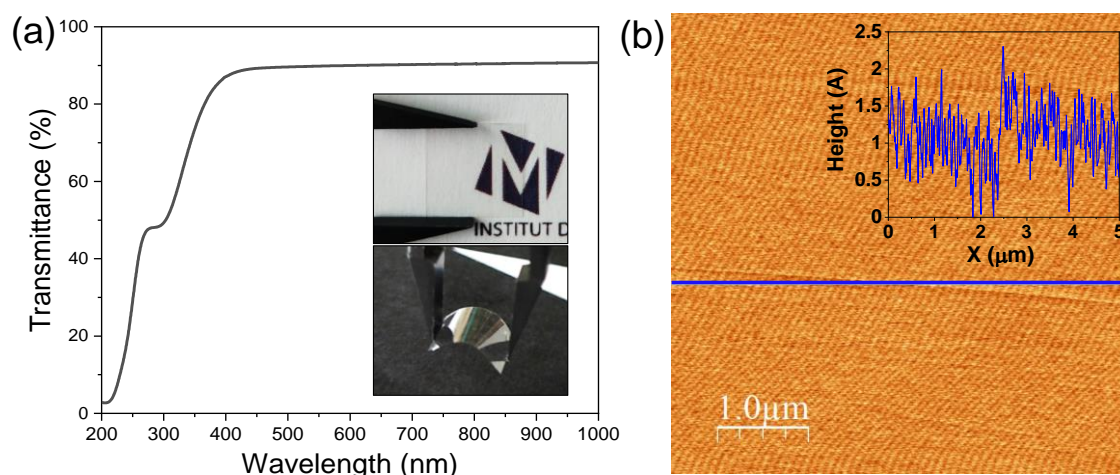 (a)
100
80
60
40
20
0
Transmittance (%)
200 300 400 500 600 700 800 900 1000
Wavelength (nm)
INSTITUT D
(b)
2.5
2
1.5
1
0.5
0
Height (A)
0 1 2 3 4 5
X (μm)
1.0μm